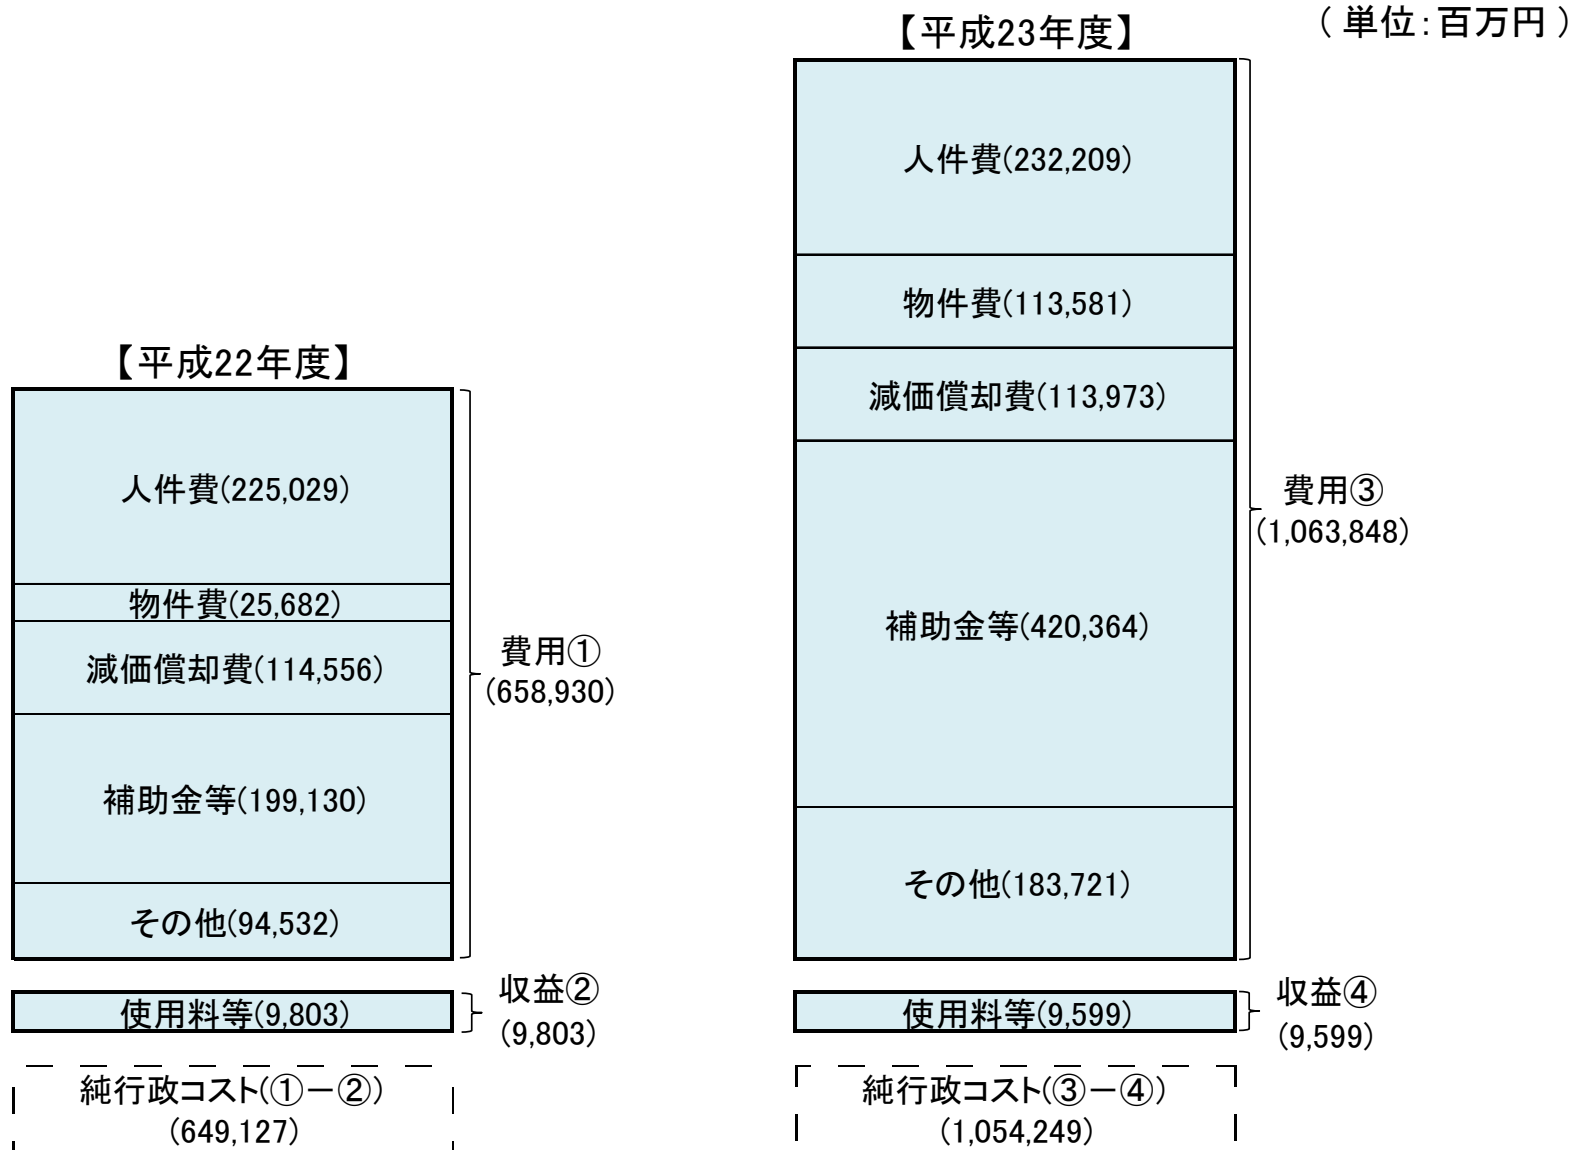 (単位:百万円)
【平成22年度】
人件費(225,029)
物件費(25,682)
減価償却費(114,556)
補助金等(199,130)
その他(94,532)
費用①
(658,930)
使用料等(9,803)
収益②
(9,803)
純行政コスト(①-②)
(649,127)
【平成23年度】
人件費(232,209)
物件費(113,581)
減価償却費(113,973)
補助金等(420,364)
その他(183,721)
費用③
(1,063,848)
使用料等(9,599)
収益④
(9,599)
純行政コスト(③-④)
(1,054,249)